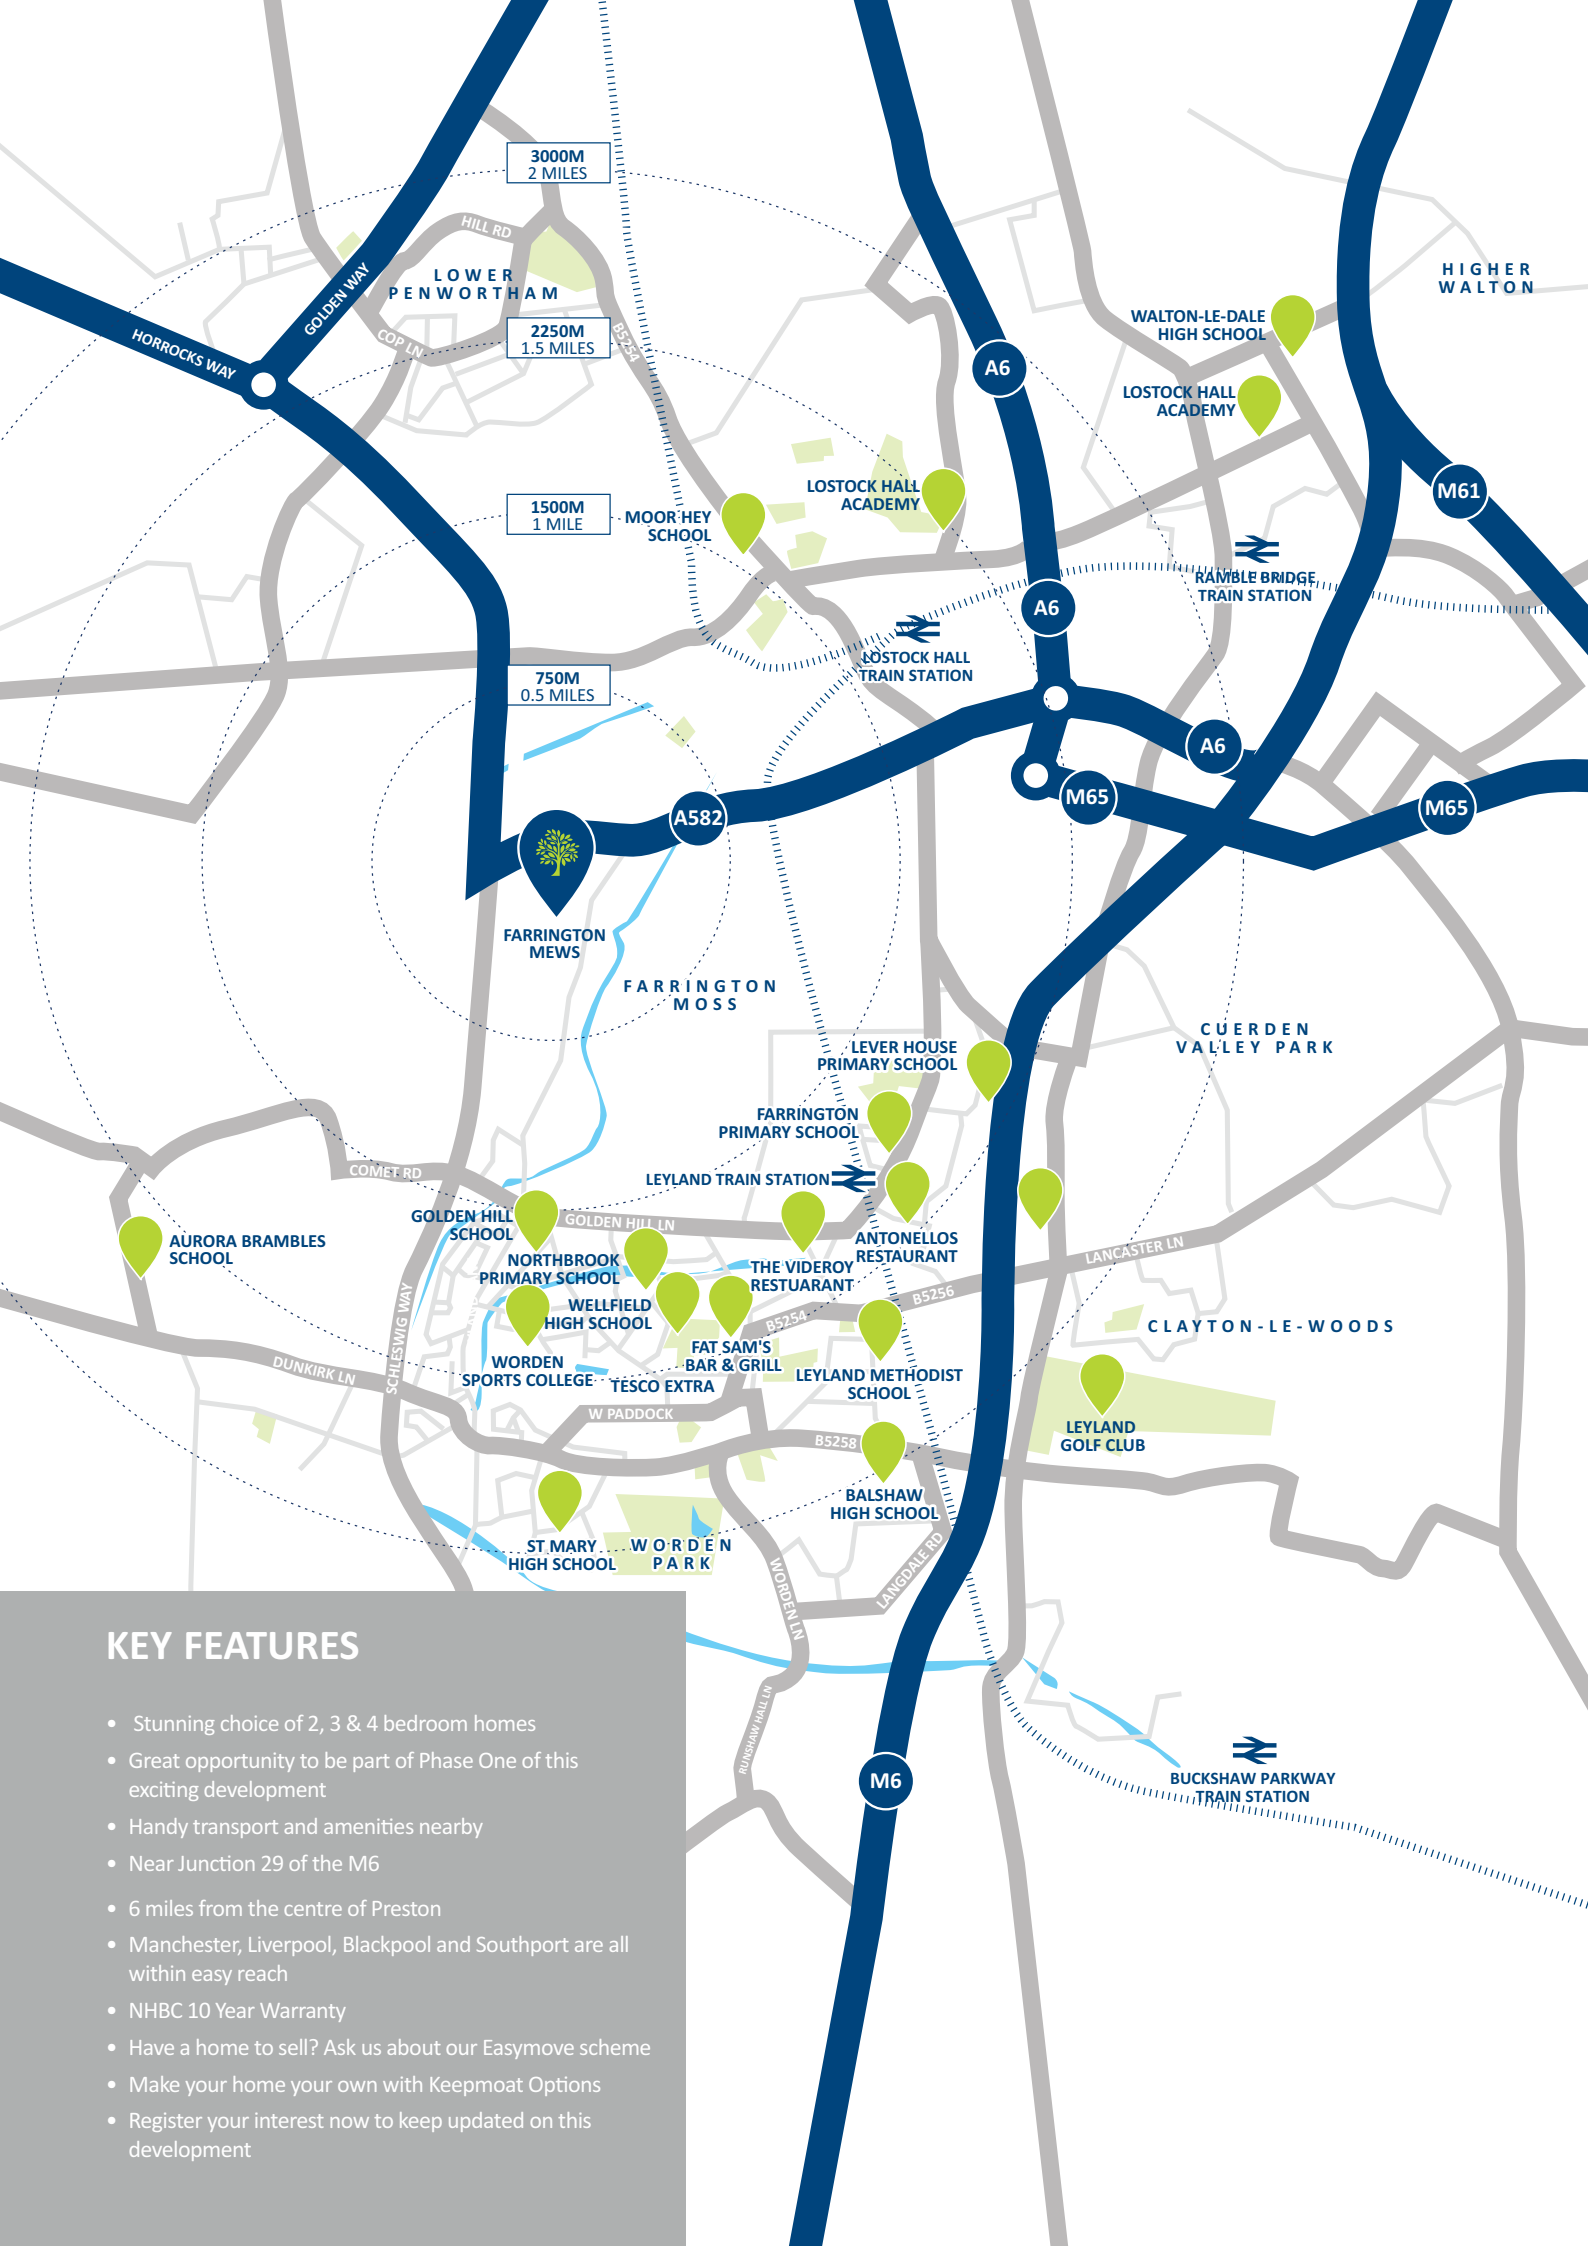 3000M
2 MILES
HILL RD
LOWER
PENWORTHAM
HIGHER
WALTON
GOLDEN WAY
HORROCKS WAY
COP LN
2250M
1.5 MILES
B5254
WALTON-LE-DALE
HIGH SCHOOL
A6
LOSTOCK HALL
ACADEMY
LOSTOCK HALL
ACADEMY
M61
1500M
1 MILE
MOOR HEY
SCHOOL
RAMBLE BRIDGE
TRAIN STATION
A6
LOSTOCK HALL
TRAIN STATION
750M
0.5 MILES
A6
M65
M65
A582
FARRINGTON
MEWS
FARRINGTON
MOSS
CUERDEN
VALLEY PARK
LEVER HOUSE
PRIMARY SCHOOL
FARRINGTON
PRIMARY SCHOOL
COMET RD
LEYLAND TRAIN STATION
GOLDEN HILL
SCHOOL
GOLDEN HILL LN
AURORA BRAMBLES
SCHOOL
ANTONELLOS
RESTAURANT
LANCASTER LN
NORTHBROOK
PRIMARY SCHOOL
THE VIDEROY
RESTUARANT
B5256
WELLFIELD
HIGH SCHOOL
B5254
SCHLESWIG WAY
CLAYTON-LE-WOODS
FAT SAM'S
BAR & GRILL
WORDEN
SPORTS COLLEGE
TESCO EXTRA
LEYLAND METHODIST
SCHOOL
DUNKIRK LN
W PADDOCK
B5258
LEYLAND
GOLF CLUB
BALSHAW
HIGH SCHOOL
ST MARY
HIGH SCHOOL
WORDEN
PARK
WORDEN LN
LANGDALE RD
RUNSHAW HALL LN
M6
BUCKSHAW PARKWAY
TRAIN STATION
KEY FEATURES
• Stunning choice of 2, 3 & 4 bedroom homes
• Great opportunity to be part of Phase One of this
exciting development
• Handy transport and amenities nearby
• Near Junction 29 of the M6
• 6 miles from the centre of Preston
• Manchester, Liverpool, Blackpool and Southport are all
within easy reach
• NHBC 10 Year Warranty
• Have a home to sell? Ask us about our Easymove scheme
• Make your home your own with Keepmoat Options
• Register your interest now to keep updated on this
development